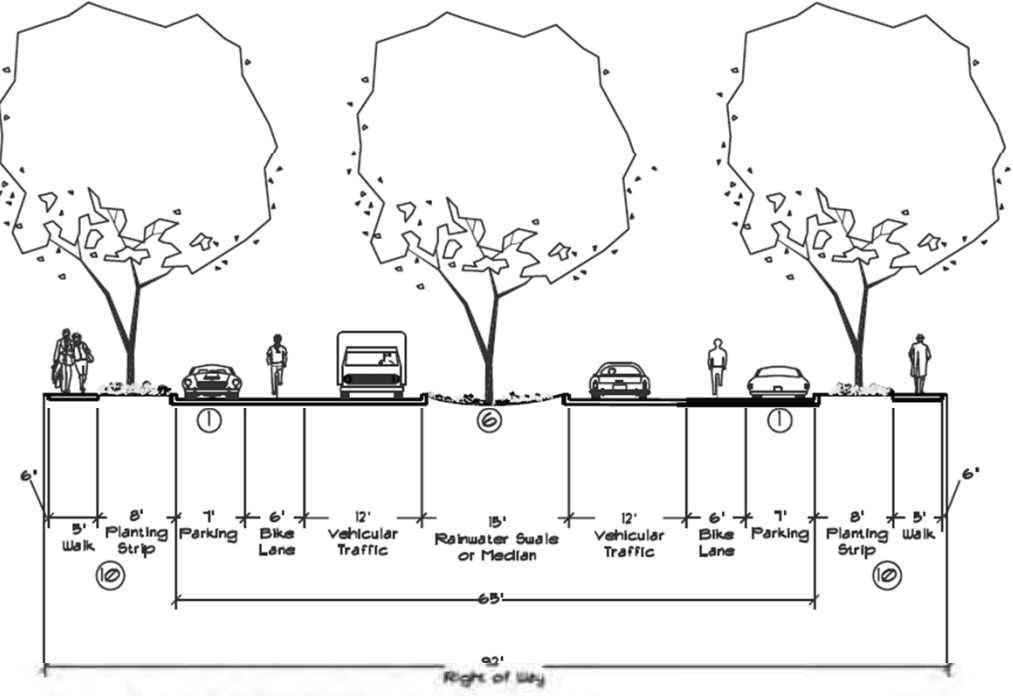 1
6
1
6"
6"
5'
Walk
8'
Planting
Strip
7'
Parking
6'
Bike
Lane
12'
Vehicular
Traffic
15'
Rainwater Swale
or Median
12'
Vehicular
Traffic
6'
Bike
Lane
7'
Parking
8'
Planting
Strip
5'
Walk
10
10
65'
92'
Right of Way